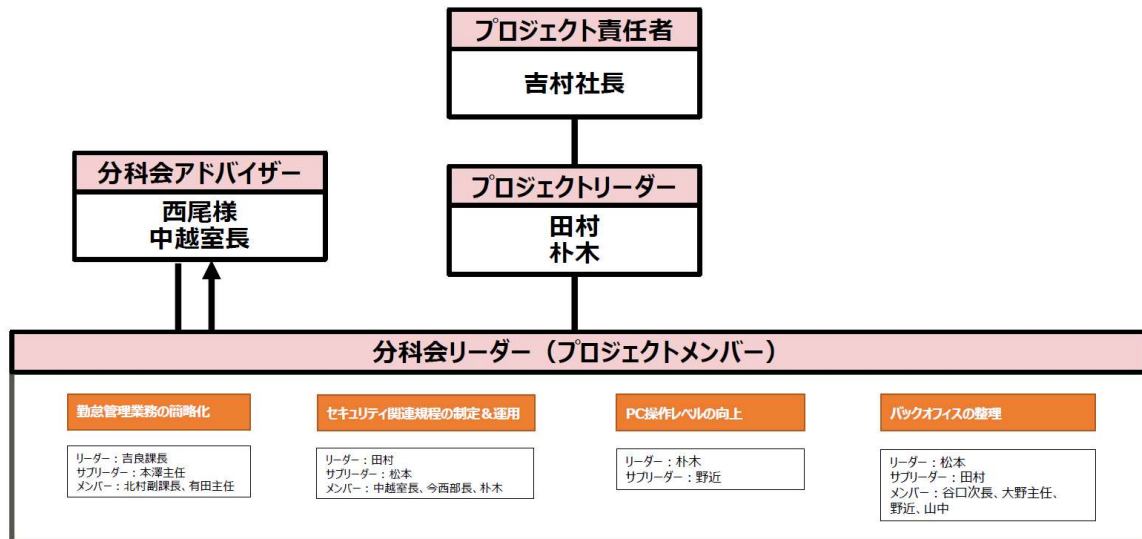 プロジェクト責任者
吉村社長
分科会アドバイザー
西尾様
中越室長
プロジェクトリーダー
田村
朴木
分科会リーダー（プロジェクトメンバー）
勤怠管理業務の簡略化
リーダー：吉良課長
サブリーダー：本澤主任
メンバー：北村副課長、有田主任
セキュリティ関連規程の制定＆運用
リーダー：田村
サブリーダー：松本
メンバー：中越室長、今西部長、朴木
PC操作レベルの向上
リーダー：朴木
サブリーダー：野近
バックオフィスの整理
リーダー：松本
サブリーダー：田村
メンバー：谷口次長、大野主任、
野近、山中